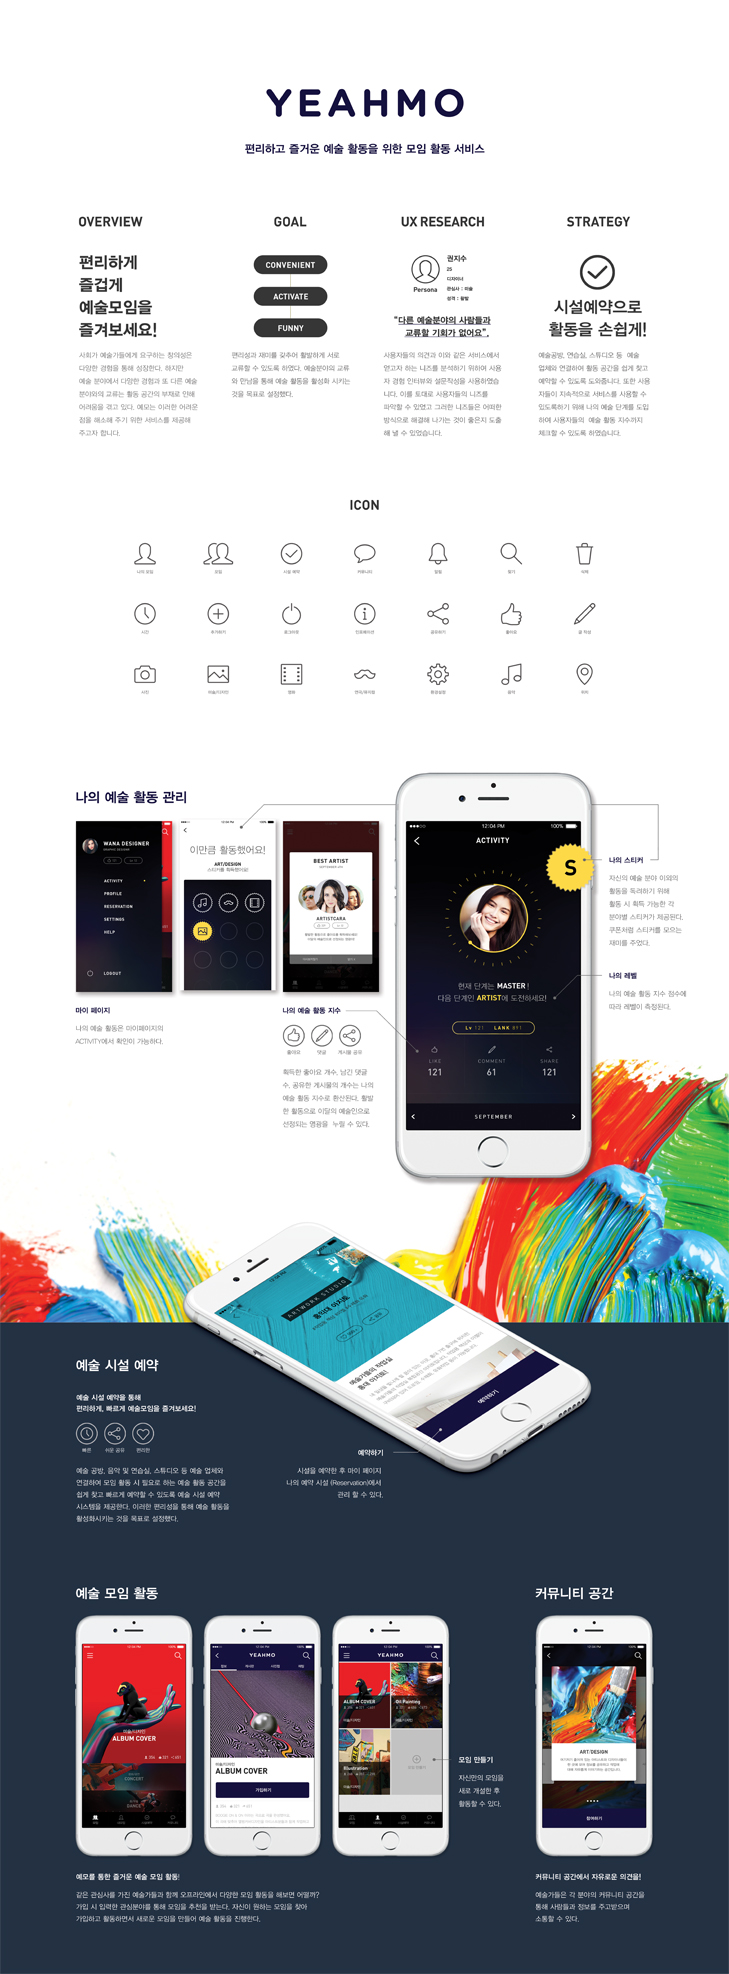 YEAHMO
편리하고 즐거운 예술 활동을 위한 모임 활동 서비스
OVERVIEW
편리하게
즐겁게
예술모임을
즐겨보세요!
사회가 예술가들에게 요구하는 창의성은
다양한 경험을 통해 성장한다. 하지만
예술 분야에서 다양한 경험과 또 다른 예술
분야와의 교류는 활동 공간의 부재로 인해
어려움을 겪고 있다. 예모는 이러한 어려운
점을 해소해 주기 위한 서비스를 제공해
주고자 합니다.
GOAL
CONVENIENT
ACTIVATE
FUNNY
편리성과 재미를 갖추어 활발하게 서로
교류할 수 있도록 하였다. 예술분야의 교류
와 만남을 통해 예술 활동을 활성화 시키는
것을 목표로 설정했다.
UX RESEARCH
권지수
25
디자이너
관심사 : 미술
성격 : 활발
Persona
"다른 예술분야의 사람들과
교류할 기회가 없어요".
사용자들의 의견과 이와 같은 서비스에서
얻고자 하는 니즈를 분석하기 위하여 사용
자 경험 인터뷰와 설문작성을 사용하였습
니다. 이를 토대로 사용자들의 니즈를
파악할 수 있였고 그러한 니즈들은 어떠한
방식으로 해결해 나가는 것이 좋은지 도출
해 낼 수 있었습니다.
STRATEGY
시설예약으로
활동을 손쉽게!
예술공방, 연습실, 스튜디오 등 예술
업체와 연결하여 활동 공간을 쉽게 찾고
예약할 수 있도록 도와줍니다. 또한 사용
자들이 지속적으로 서비스를 사용할 수
있도록하기 위해 나의 예술 단계를 도입
하여 사용자들의 예술 활동 지수까지
체크할 수 있도록 하였습니다.
ICON
나의 모임
모임
시설 예약
커뮤니티
알림
찾기
삭제
시간
추가하기
로그아웃
인포메이션
공유하기
좋아요
글 작성
사진
미술/디자인
영화
연극/뮤지컬
환경설정
음악
위치
나의 예술 활동 관리
WANA DESIGNER
GRAPHIC DESIGNER
ACTIVITY
PROFILE
RESERVATION
SETTINGS
HELP
LOGOUT
12:04 PM
100%
이만큼 활동했어요!
ART/DESIGN
스티커를 획득했어요!
BEST ARTIST
ARTISTCARA
12:04 PM
100%
ACTIVITY
S
현재 단계는 MASTER !
다음 단계인 ARTIST에 도전하세요!
Lv 121 LANK 891
LIKE
121
COMMENT
61
SHARE
121
SEPTEMBER
나의 스티커
자신의 예술 분야 이외의
활동을 독려하기 위해
활동 시 획득 가능한 각
분야별 스티커가 제공된다.
쿠폰처럼 스티커를 모으는
재미를 주었다.
나의 레벨
나의 예술 활동 지수 점수에
따라 레벨이 측정된다.
마이 페이지
나의 예술 활동은 마이페이지의
ACTIVITY에서 확인이 가능하다.
나의 예술 활동 지수
좋아요
댓글
게시물 공유
획득한 좋아요 개수, 남긴 댓글
수, 공유한 게시물의 개수는 나의
예술 활동 지수로 환산된다. 활발
한 활동으로 이달의 예술인으로
선정되는 영광을 누릴 수 있다.
ARTWORK STUDIO
홍익대 아지트
예술가들의 작업실
홍대 아지트!
예약하기
예술 시설 예약
예술 시설 예약을 통해
편리하게, 빠르게 예술모임을 즐겨보세요!
빠른
쉬운 공유
편리한
예술 공방, 음악 및 연습실, 스튜디오 등 예술 업체와
연결하여 모임 활동 시 필요로 하는 예술 활동 공간을
쉽게 찾고 빠르게 예약할 수 있도록 예술 시설 예약
시스템을 제공한다. 이러한 편리성을 통해 예술 활동을
활성화시키는 것을 목표로 설정했다.
예약하기
시설을 예약한 후 마이 페이지
나의 예약 시설 (Reservation)에서
관리 할 수 있다.
예술 모임 활동
미술/디자인
ALBUM COVER
CONCERT
DANCE
YEAHMO
미술/디자인
ALBUM COVER
가입하기
YEAHMO
ALBUM COVER
Oil Painting
미술/디자인
Illustration
미술/디자인
모임 만들기
모임 만들기
자신만의 모임을
새로 개설한 후
활동할 수 있다.
예모를 통한 즐거운 예술 모임 활동!
같은 관심사를 가진 예술가들과 함께 오프라인에서 다양한 모임 활동을 해보면 어떨까?
가입 시 입력한 관심분야를 통해 모임을 추천을 받는다. 자신이 원하는 모임을 찾아
가입하고 활동하면서 새로운 모임을 만들어 예술 활동을 진행한다.
커뮤니티 공간
ART/DESIGN
참여하기
커뮤니티 공간에서 자유로운 의견을!
예술가들은 각 분야의 커뮤니티 공간을
통해 사람들과 정보를 주고받으며
소통할 수 있다.